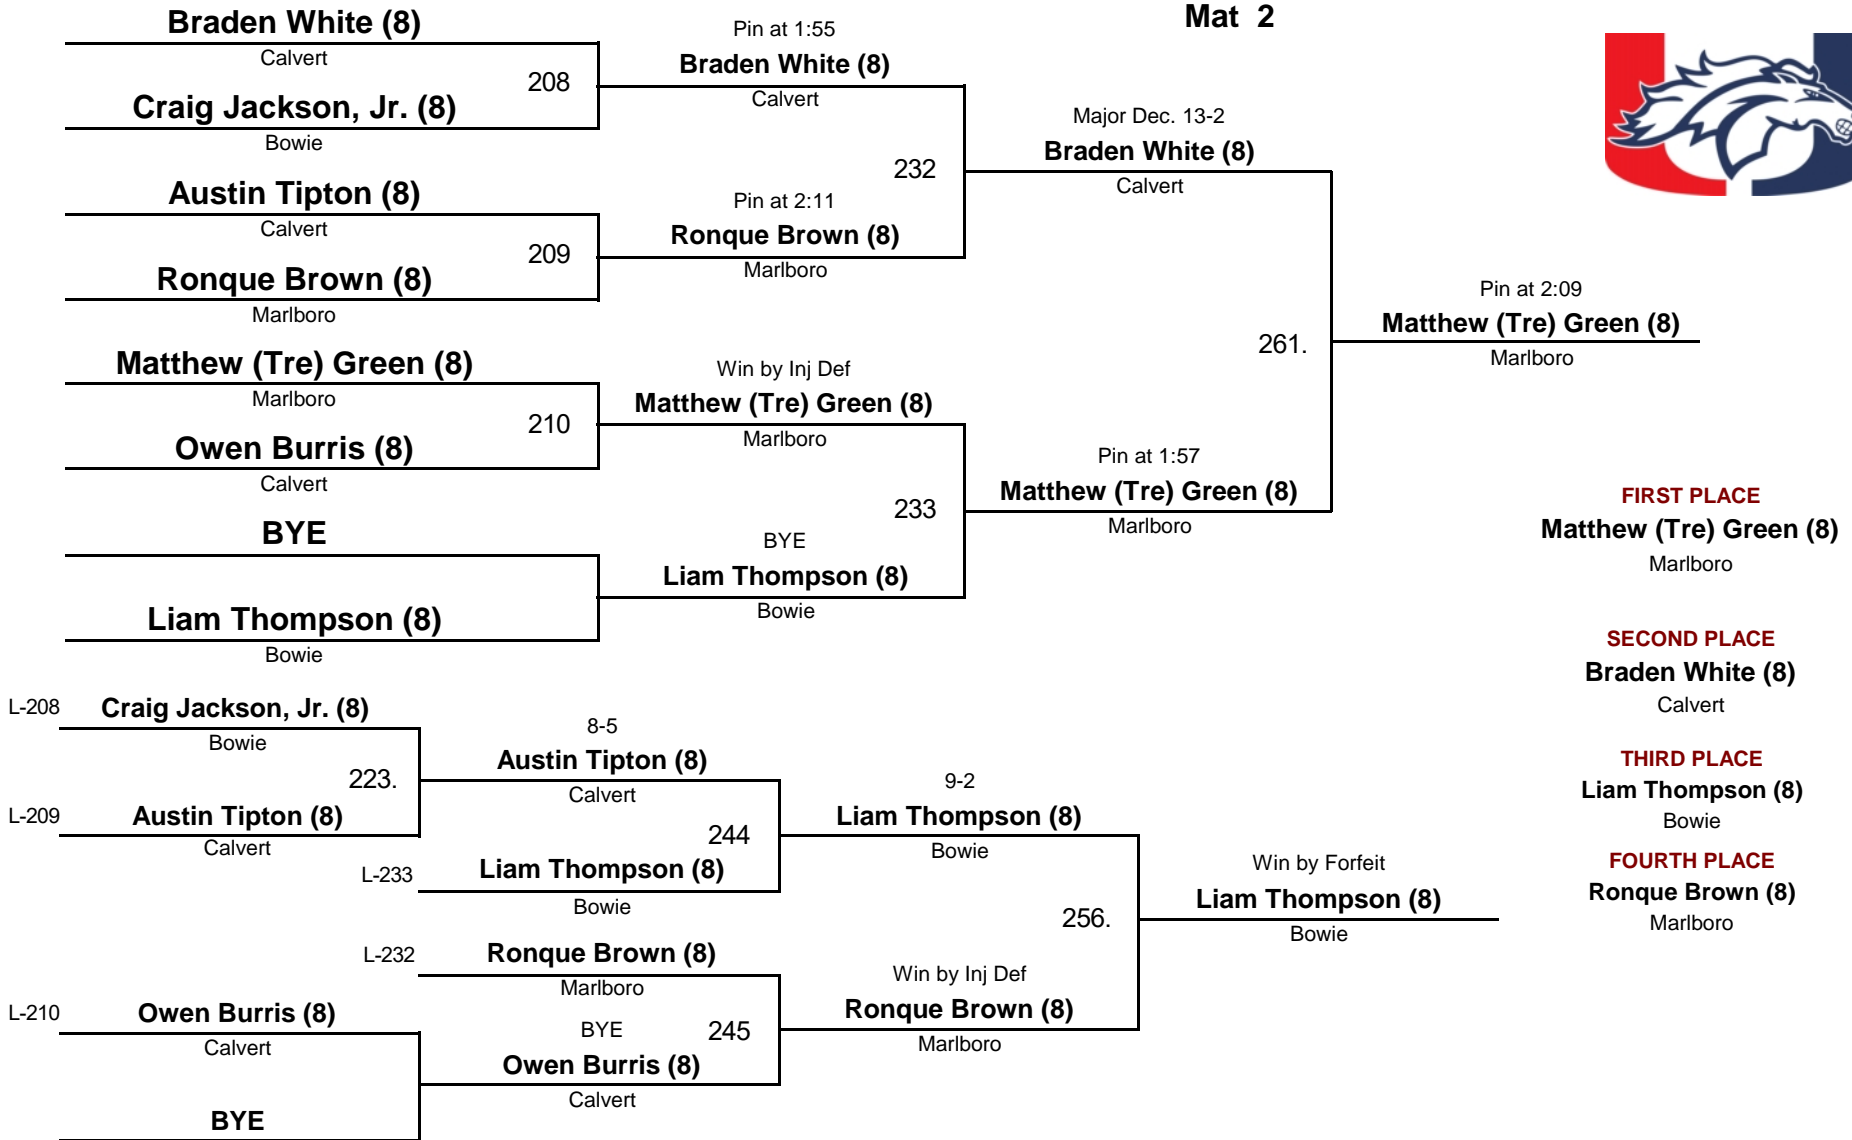 Mat 2
Braden White (8)
Calvert
208
Craig Jackson, Jr. (8)
Bowie
Austin Tipton (8)
Calvert
209
Ronque Brown (8)
Marlboro
Matthew (Tre) Green (8)
Marlboro
210
Owen Burris (8)
Calvert
BYE
Liam Thompson (8)
Bowie
Pin at 1:55
Braden White (8)
Calvert
232
Pin at 2:11
Ronque Brown (8)
Marlboro
Win by Inj Def
Matthew (Tre) Green (8)
Marlboro
233
BYE
Liam Thompson (8)
Bowie
Major Dec. 13-2
Braden White (8)
Calvert
261.
Pin at 1:57
Matthew (Tre) Green (8)
Marlboro
Pin at 2:09
Matthew (Tre) Green (8)
Marlboro
FIRST PLACE
Matthew (Tre) Green (8)
Marlboro
SECOND PLACE
Braden White (8)
Calvert
THIRD PLACE
Liam Thompson (8)
Bowie
FOURTH PLACE
Ronque Brown (8)
Marlboro
L-208
Craig Jackson, Jr. (8)
Bowie
223.
L-209
Austin Tipton (8)
Calvert
8-5
Austin Tipton (8)
Calvert
244
L-233
Liam Thompson (8)
Bowie
L-232
Ronque Brown (8)
Marlboro
L-210
Owen Burris (8)
Calvert
BYE
BYE
245
Owen Burris (8)
Calvert
9-2
Liam Thompson (8)
Bowie
256.
Win by Inj Def
Ronque Brown (8)
Marlboro
Win by Forfeit
Liam Thompson (8)
Bowie